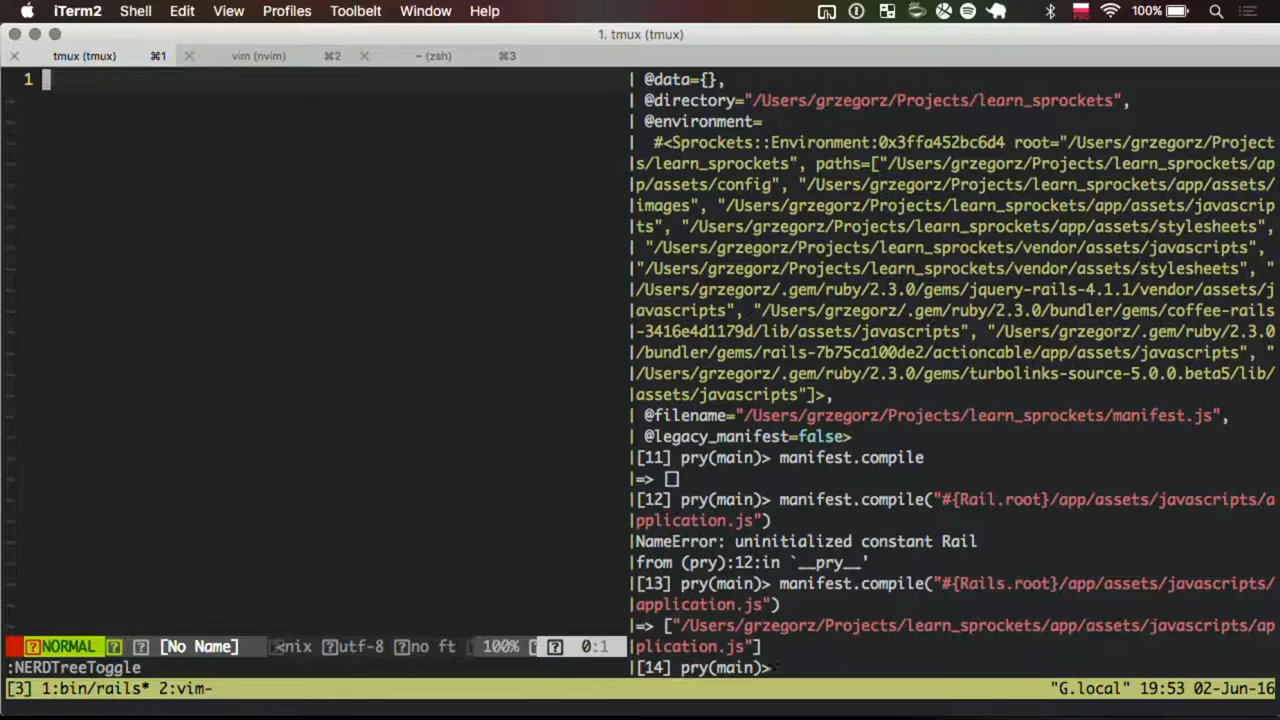 iTerm2 Shell Edit View Profiles Toolbelt Window Help 100%
1. tmux (tmux)
tmux (tmux) ⌘1 vim (nvim) ⌘2 ~ (zsh) ⌘3
1
| @data={},
| @directory="/Users/grzegorz/Projects/learn_sprockets",
| @environment=
| #<Sprockets::Environment:0x3ffa452bc6d4 root="/Users/grzegorz/Project
|s/learn_sprockets", paths=["/Users/grzegorz/Projects/learn_sprockets/ap
|p/assets/config", "/Users/grzegorz/Projects/learn_sprockets/app/assets/
|images", "/Users/grzegorz/Projects/learn_sprockets/app/assets/javascrip
|ts", "/Users/grzegorz/Projects/learn_sprockets/app/assets/stylesheets",
| "/Users/grzegorz/Projects/learn_sprockets/vendor/assets/javascripts",
|"/Users/grzegorz/Projects/learn_sprockets/vendor/assets/stylesheets", "
|/Users/grzegorz/.gem/ruby/2.3.0/gems/jquery-rails-4.1.1/vendor/assets/j
|avascripts", "/Users/grzegorz/.gem/ruby/2.3.0/bundler/gems/coffee-rails
|-3416e4d1179d/lib/assets/javascripts", "/Users/grzegorz/.gem/ruby/2.3.0
|/bundler/gems/rails-7b75ca100de2/actioncable/app/assets/javascripts", "
|/Users/grzegorz/.gem/ruby/2.3.0/gems/turbolinks-source-5.0.0.beta5/lib/
|assets/javascripts"]>,
| @filename="/Users/grzegorz/Projects/learn_sprockets/manifest.js",
| @legacy_manifest=false>
|[11] pry(main)> manifest.compile
|=> []
|[12] pry(main)> manifest.compile("#{Rail.root}/app/assets/javascripts/a
|pplication.js")
|NameError: uninitialized constant Rail
|from (pry):12:in `__pry__'
|[13] pry(main)> manifest.compile("#{Rails.root}/app/assets/javascripts/
|application.js")
|=> ["/Users/grzegorz/Projects/learn_sprockets/app/assets/javascripts/ap
|plication.js"]
|[14] pry(main)>
NORMAL [No Name] <nix utf-8 no ft 100% 0:1
:NERDTreeToggle
[3] 1:bin/rails* 2:vim- "G.local" 19:53 02-Jun-16